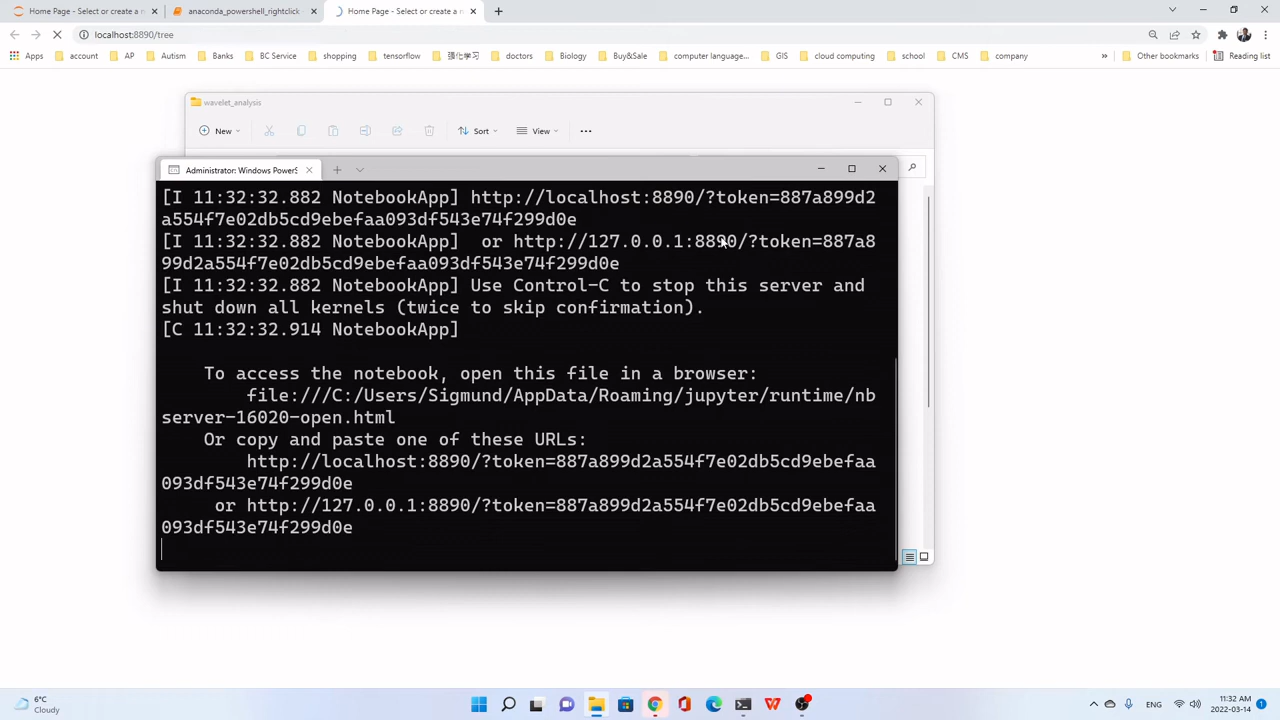 Home Page - Select or create a n
anaconda_powershell_rightclick
Home Page - Select or create a n
localhost:8890/tree
Apps
account
AP
Autism
Banks
BC Service
shopping
tensorflow
强化学习
doctors
Biology
Buy&Sale
computer language...
GIS
cloud computing
school
CMS
company
»
Other bookmarks
Reading list
wavelet_analysis
New
Sort
View
Administrator: Windows PowerS
[I 11:32:32.882 NotebookApp] http://localhost:8890/?token=887a899d2
a554f7e02db5cd9ebefaa093df543e74f299d0e
[I 11:32:32.882 NotebookApp]  or http://127.0.0.1:8890/?token=887a8
99d2a554f7e02db5cd9ebefaa093df543e74f299d0e
[I 11:32:32.882 NotebookApp] Use Control-C to stop this server and
shut down all kernels (twice to skip confirmation).
[C 11:32:32.914 NotebookApp]
To access the notebook, open this file in a browser:
file:///C:/Users/Sigmund/AppData/Roaming/jupyter/runtime/nb
server-16020-open.html
Or copy and paste one of these URLs:
http://localhost:8890/?token=887a899d2a554f7e02db5cd9ebefaa
093df543e74f299d0e
or http://127.0.0.1:8890/?token=887a899d2a554f7e02db5cd9ebefaa
093df543e74f299d0e
6°C
Cloudy
ENG
11:32 AM
2022-03-14